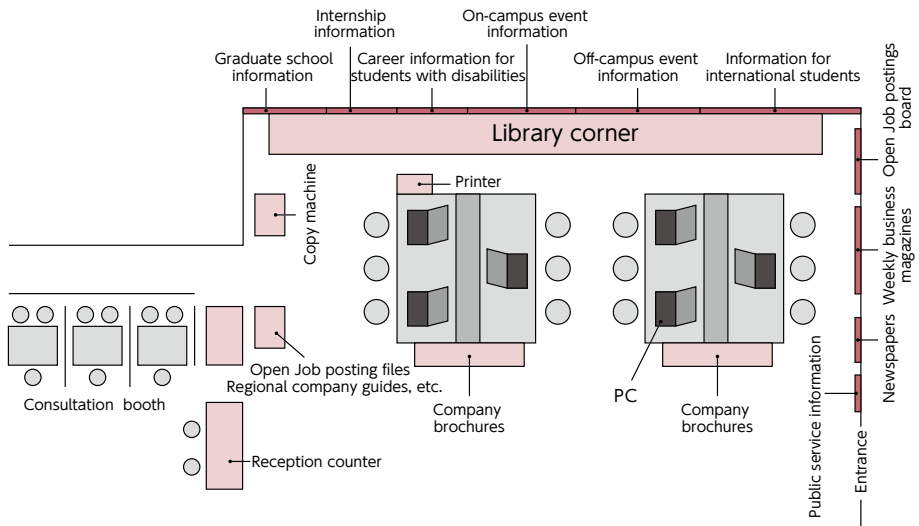 Internship
information
On-campus event
information
Graduate school
information
Career information for
students with disabilities
Off-campus event
information
Information for
international students
Open Job postings
board
Library corner
Printer
Copy machine
Weekly business
magazines
Newspapers
Public service information
Entrance
Open Job posting files
Regional company guides, etc.
Company
brochures
PC
Company
brochures
Consultation booth
Reception counter